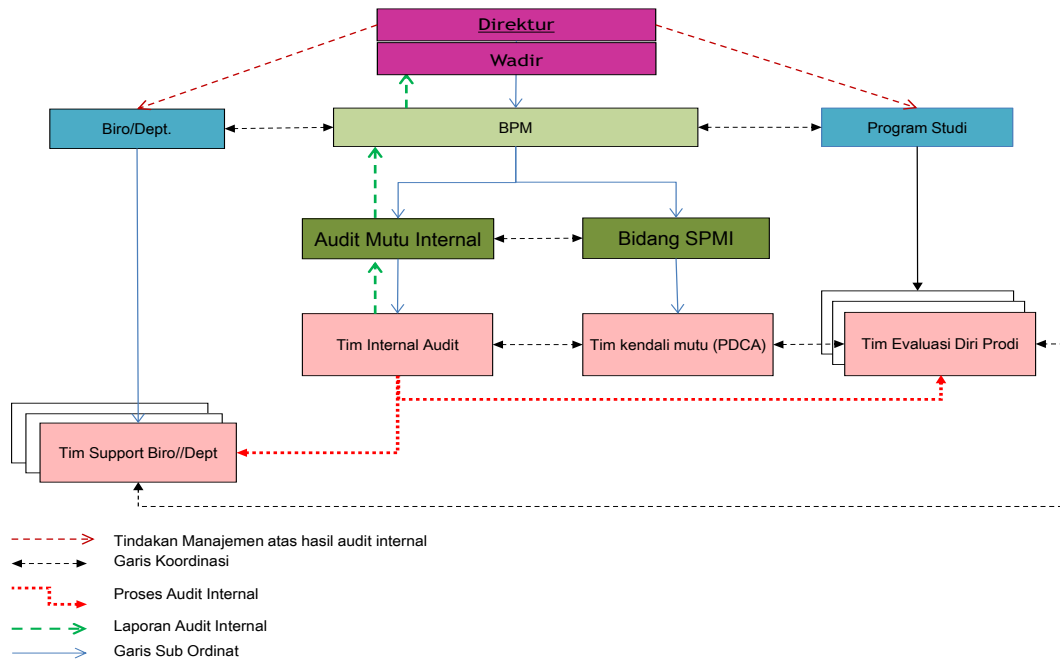 Direktur
Wadir
Biro/Dept.
BPM
Program Studi
Audit Mutu Internal
Bidang SPMI
Tim Internal Audit
Tim kendali mutu (PDCA)
Tim Evaluasi Diri Prodi
Tim Support Biro//Dept
Tindakan Manajemen atas hasil audit internal
Garis Koordinasi
Proses Audit Internal
Laporan Audit Internal
Garis Sub Ordinat